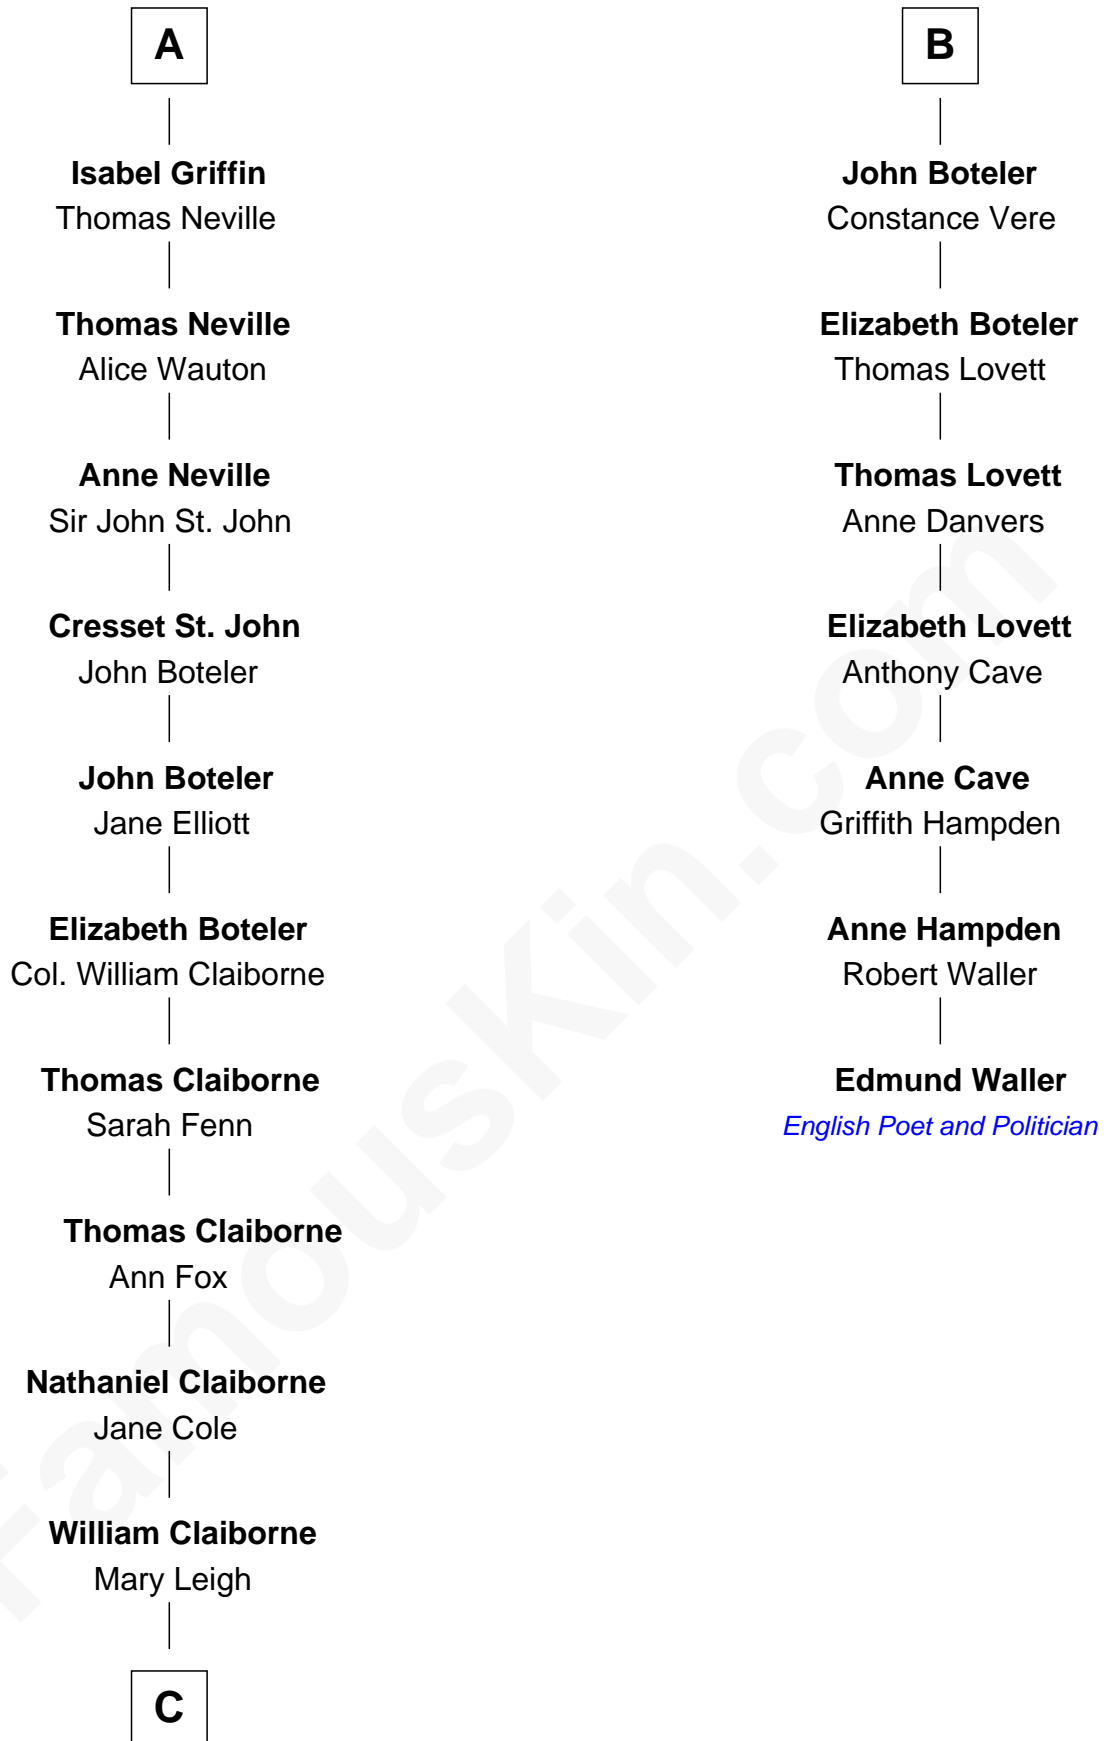 A
Isabel Griffin
Thomas Neville
Thomas Neville
Alice Wauton
Anne Neville
Sir John St. John
Cresset St. John
John Boteler
John Boteler
Jane Elliott
Elizabeth Boteler
Col. William Claiborne
Thomas Claiborne
Sarah Fenn
Thomas Claiborne
Ann Fox
Nathaniel Claiborne
Jane Cole
William Claiborne
Mary Leigh
C
B
John Boteler
Constance Vere
Elizabeth Boteler
Thomas Lovett
Thomas Lovett
Anne Danvers
Elizabeth Lovett
Anthony Cave
Anne Cave
Griffith Hampden
Anne Hampden
Robert Waller
Edmund Waller
English Poet and Politician
FamousKin.com